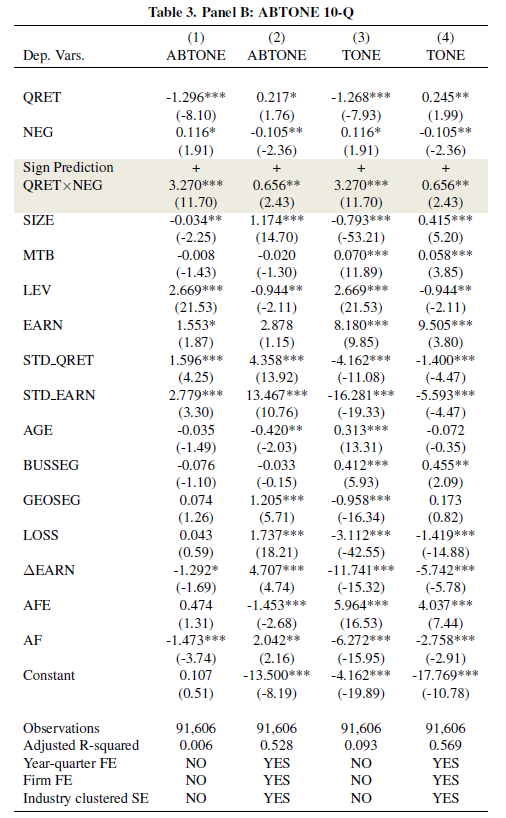 Table 3. Panel B: ABTONE 10-Q
(1) (2) (3) (4)
Dep. Vars. ABTONE ABTONE TONE TONE
QRET -1.296*** 0.217* -1.268*** 0.245**
(-8.10) (1.76) (-7.93) (1.99)
NEG 0.116* -0.105** 0.116* -0.105**
(1.91) (-2.36) (1.91) (-2.36)
Sign Prediction + + + +
QRET×NEG 3.270*** 0.656** 3.270*** 0.656**
(11.70) (2.43) (11.70) (2.43)
SIZE -0.034** 1.174*** -0.793*** 0.415***
(-2.25) (14.70) (-53.21) (5.20)
MTB -0.008 -0.020 0.070*** 0.058***
(-1.43) (-1.30) (11.89) (3.85)
LEV 2.669*** -0.944** 2.669*** -0.944**
(21.53) (-2.11) (21.53) (-2.11)
EARN 1.553* 2.878 8.180*** 9.505***
(1.87) (1.15) (9.85) (3.80)
STD_QRET 1.596*** 4.358*** -4.162*** -1.400***
(4.25) (13.92) (-11.08) (-4.47)
STD_EARN 2.779*** 13.467*** -16.281*** -5.593***
(3.30) (10.76) (-19.33) (-4.47)
AGE -0.035 -0.420** 0.313*** -0.072
(-1.49) (-2.03) (13.31) (-0.35)
BUSSEG -0.076 -0.033 0.412*** 0.455**
(-1.10) (-0.15) (5.93) (2.09)
GEOSEG 0.074 1.205*** -0.958*** 0.173
(1.26) (5.71) (-16.34) (0.82)
LOSS 0.043 1.737*** -3.112*** -1.419***
(0.59) (18.21) (-42.55) (-14.88)
ΔEARN -1.292* 4.707*** -11.741*** -5.742***
(-1.69) (4.74) (-15.32) (-5.78)
AFE 0.474 -1.453*** 5.964*** 4.037***
(1.31) (-2.68) (16.53) (7.44)
AF -1.473*** 2.042** -6.272*** -2.758***
(-3.74) (2.16) (-15.95) (-2.91)
Constant 0.107 -13.500*** -4.162*** -17.769***
(0.51) (-8.19) (-19.89) (-10.78)
Observations 91,606 91,606 91,606 91,606
Adjusted R-squared 0.006 0.528 0.093 0.569
Year-quarter FE NO YES NO YES
Firm FE NO YES NO YES
Industry clustered SE NO YES NO YES